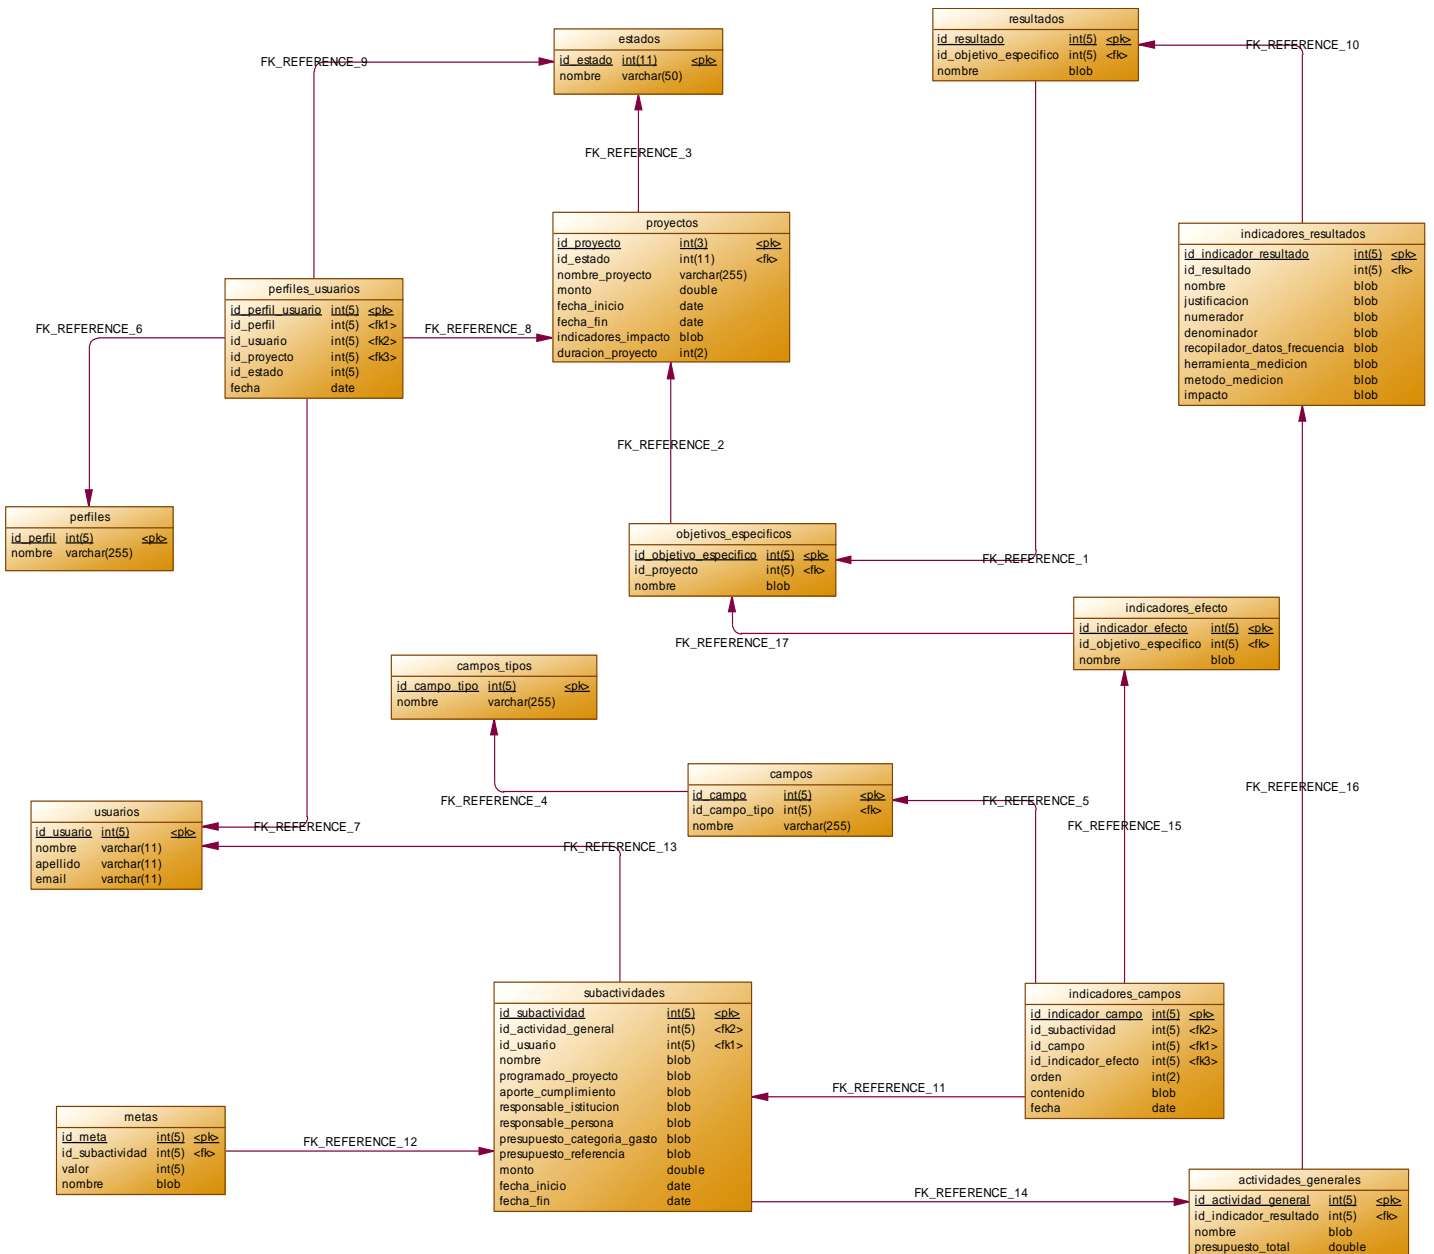 estados
id_estado int(11) <pk>
nombre varchar(50)
resultados
id_resultado int(5) <pk>
id_objetivo_especifico int(5) <fk>
nombre blob
FK_REFERENCE_9
FK_REFERENCE_10
FK_REFERENCE_3
proyectos
id_proyecto int(3) <pk>
id_estado int(11) <fk>
nombre_proyecto varchar(255)
monto double
fecha_inicio date
fecha_fin date
indicadores_impacto blob
duracion_proyecto int(2)
indicadores_resultados
id_indicador_resultado int(5) <pk>
id_resultado int(5) <fk>
nombre blob
justificacion blob
numerador blob
denominador blob
recopilador_datos_frecuencia blob
herramienta_medicion blob
metodo_medicion blob
impacto blob
perfiles_usuarios
id_perfil_usuario int(5) <pk>
id_perfil int(5) <fk1>
id_usuario int(5) <fk2>
id_proyecto int(5) <fk3>
id_estado int(5)
fecha date
FK_REFERENCE_6
FK_REFERENCE_8
FK_REFERENCE_2
perfiles
id_perfil int(5) <pk>
nombre varchar(255)
objetivos_especificos
id_objetivo_especifico int(5) <pk>
id_proyecto int(5) <fk>
nombre blob
FK_REFERENCE_1
indicadores_efecto
id_indicador_efecto int(5) <pk>
id_objetivo_especifico int(5) <fk>
nombre blob
FK_REFERENCE_17
campos_tipos
id_campo_tipo int(5) <pk>
nombre varchar(255)
campos
id_campo int(5) <pk>
id_campo_tipo int(5) <fk>
nombre varchar(255)
FK_REFERENCE_4
FK_REFERENCE_5
FK_REFERENCE_16
FK_REFERENCE_15
usuarios
id_usuario int(5) <pk>
nombre varchar(11)
apellido varchar(11)
email varchar(11)
FK_REFERENCE_7
FK_REFERENCE_13
subactividades
id_subactividad int(5) <pk>
id_actividad_general int(5) <fk2>
id_usuario int(5) <fk1>
nombre blob
programado_proyecto blob
aporte_cumplimiento blob
responsable_istitucion blob
responsable_persona blob
presupuesto_categoria_gasto blob
presupuesto_referencia blob
monto double
fecha_inicio date
fecha_fin date
indicadores_campos
id_indicador_campo int(5) <pk>
id_subactividad int(5) <fk2>
id_campo int(5) <fk1>
id_indicador_efecto int(5) <fk3>
orden int(2)
contenido blob
fecha date
FK_REFERENCE_11
metas
id_meta int(5) <pk>
id_subactividad int(5) <fk>
valor int(5)
nombre blob
FK_REFERENCE_12
FK_REFERENCE_14
actividades_generales
id_actividad_general int(5) <pk>
id_indicador_resultado int(5) <fk>
nombre blob
presupuesto_total double